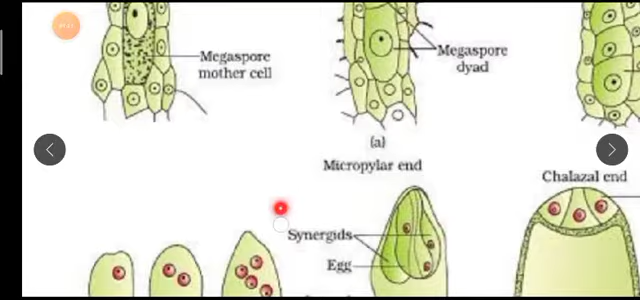 Megaspore
mother cell
Megaspore
dyad
(a)
Micropylar end
Chalazal end
Synergids
Egg